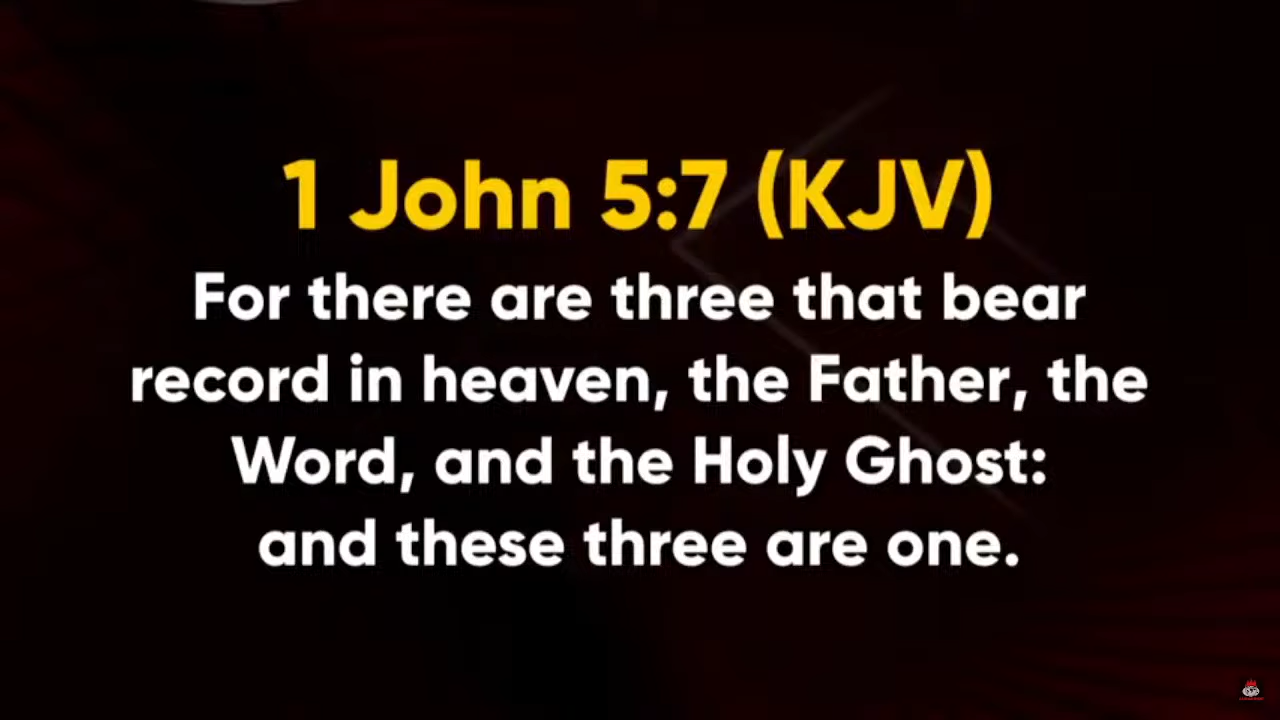 1 John 5:7 (KJV)
For there are three that bear
record in heaven, the Father, the
Word, and the Holy Ghost:
and these three are one.